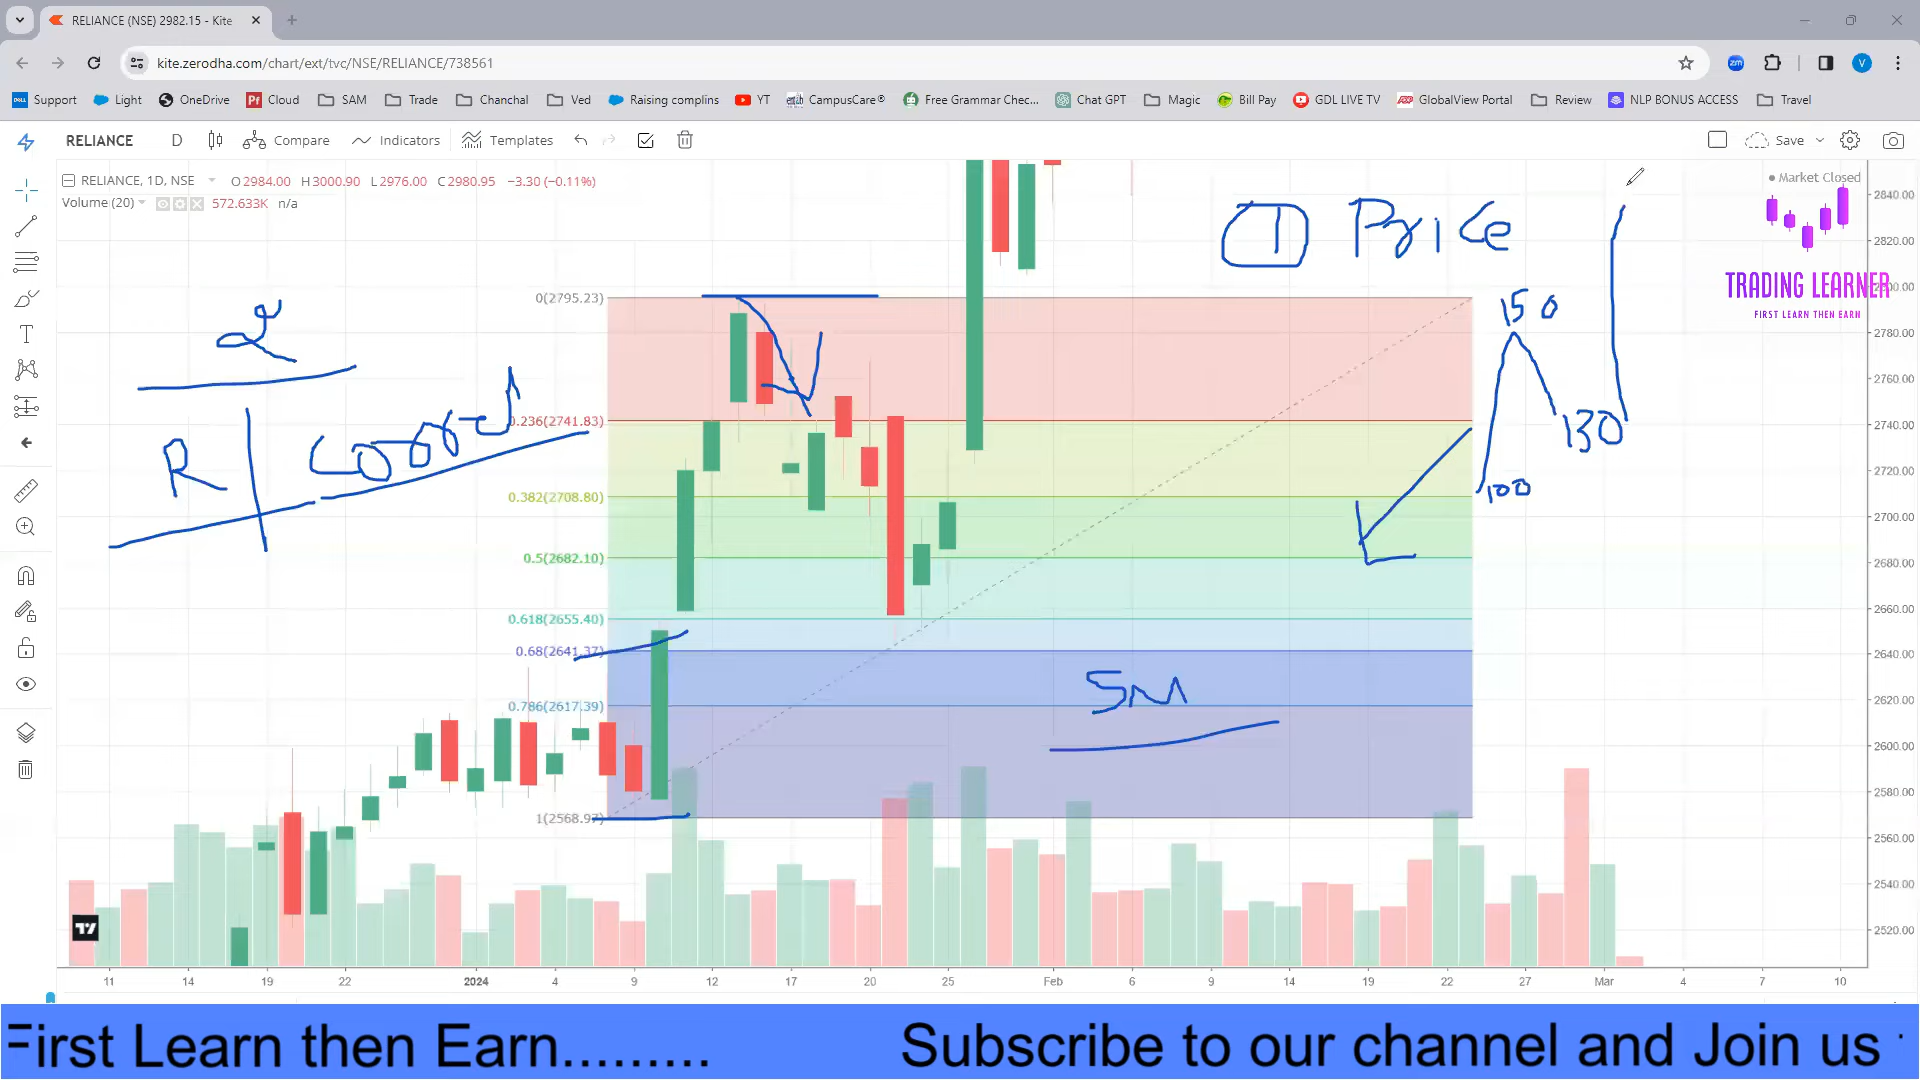 RELIANCE (NSE) 2982.15 - Kite
kite.zerodha.com/chart/ext/tvc/NSE/RELIANCE/738561
Support Light OneDrive Cloud SAM Trade Chanchal Ved Raising complins YT CampusCare® Free Grammar Chec... Chat GPT Magic Bill Pay GDL LIVE TV GlobalView Portal Review NLP BONUS ACCESS Travel
RELIANCE D Compare Indicators Templates Save
RELIANCE, 1D, NSE O2984.00 H3000.90 L2976.00 C2980.95 −3.30 (−0.11%)
Market Closed
Volume (20) 572.633K n/a
① Price
TRADING LEARNER
FIRST LEARN THEN EARN
0(2795.23)
150
0.236(2741.83)
130
R
0.382(2708.80)
100
0.5(2682.10)
0.618(2655.40)
0.68(2641.37)
SM
0.786(2617.39)
1(2568.97)
2840.00
2820.00
2780.00
2760.00
2740.00
2720.00
2700.00
2680.00
2660.00
2640.00
2620.00
2600.00
2580.00
2560.00
2540.00
2520.00
11 14 19 22 2024 4 9 12 17 20 25 Feb 6 9 14 19 22 27 Mar 4 7 10
First Learn then Earn......... Subscribe to our channel and Join us